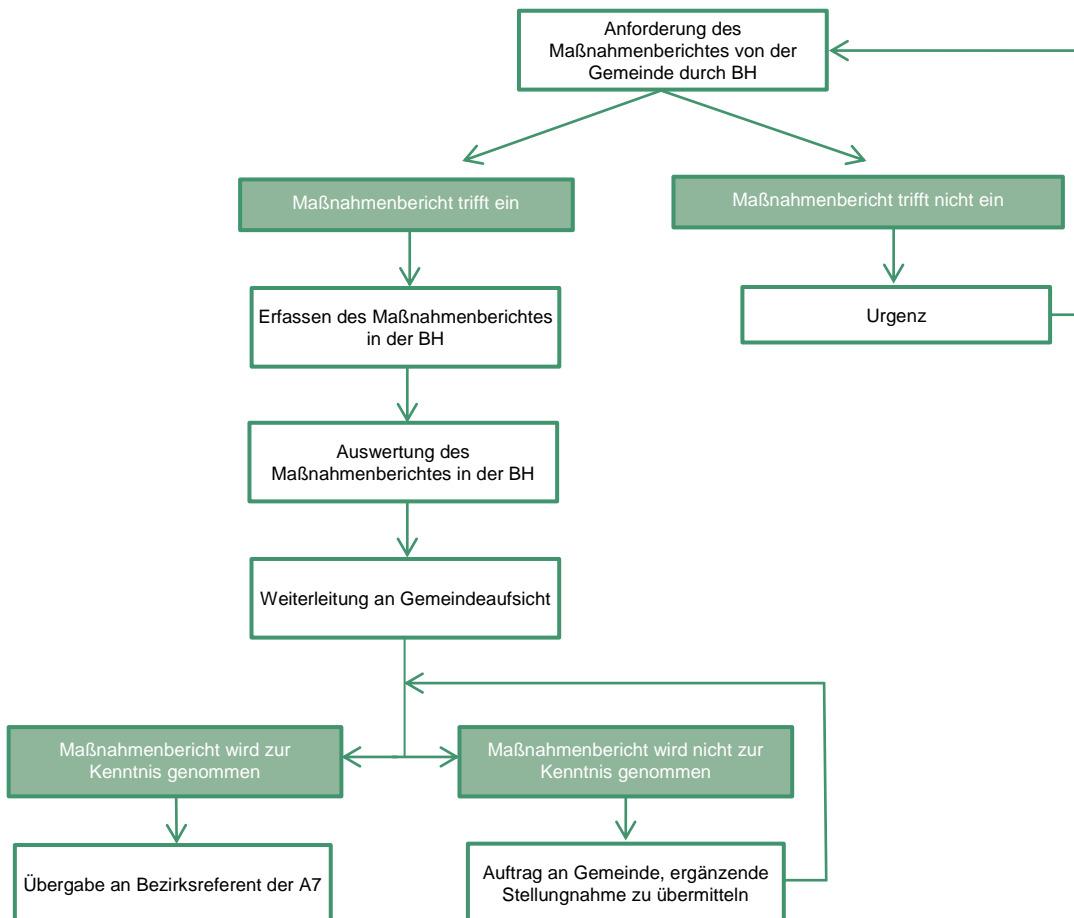 Anforderung des
Maßnahmenberichtes von der
Gemeinde durch BH
Maßnahmenbericht trifft ein
Maßnahmenbericht trifft nicht ein
Erfassen des Maßnahmenberichtes
in der BH
Urgenz
Auswertung des
Maßnahmenberichtes in der BH
Weiterleitung an Gemeindeaufsicht
Maßnahmenbericht wird zur
Kenntnis genommen
Maßnahmenbericht wird nicht zur
Kenntnis genommen
Übergabe an Bezirksreferent der A7
Auftrag an Gemeinde, ergänzende
Stellungnahme zu übermitteln